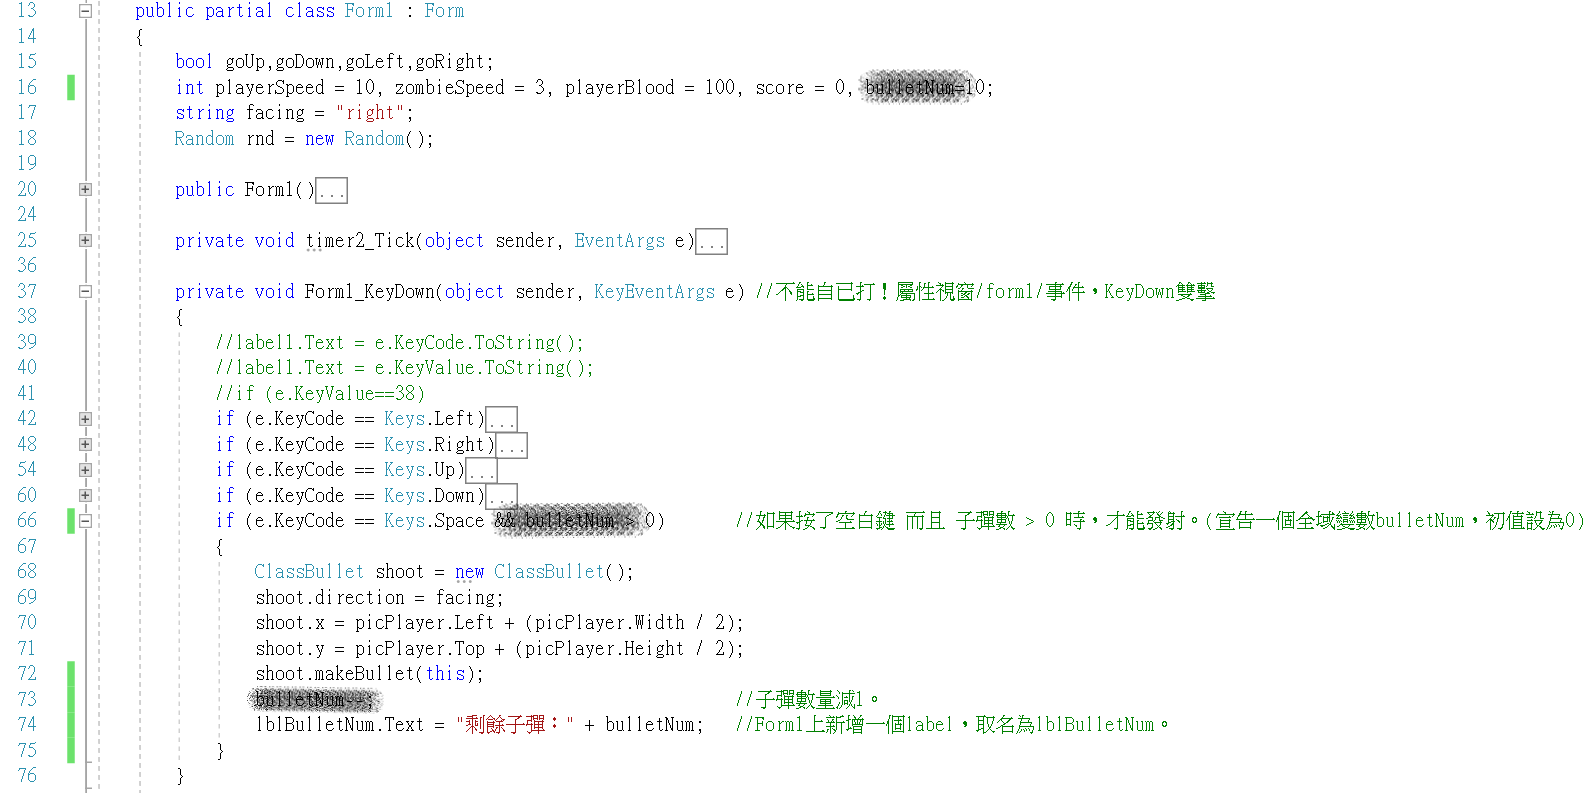 13 public partial class Form1 : Form
14 {
15 bool goUp,goDown,goLeft,goRight;
16 int playerSpeed = 10, zombieSpeed = 3, playerBlood = 100, score = 0, bulletNum=10;
17 string facing = "right";
18 Random rnd = new Random();
19
20 public Form1()...
24
25 private void timer2_Tick(object sender, EventArgs e)...
36
37 private void Form1_KeyDown(object sender, KeyEventArgs e) //不能自已打！屬性視窗/form1/事件，KeyDown雙擊
38 {
39 //label1.Text = e.KeyCode.ToString();
40 //label1.Text = e.KeyValue.ToString();
41 //if (e.KeyValue==38)
42 if (e.KeyCode == Keys.Left)...
48 if (e.KeyCode == Keys.Right)...
54 if (e.KeyCode == Keys.Up)...
60 if (e.KeyCode == Keys.Down)...
66 if (e.KeyCode == Keys.Space && bulletNum > 0) //如果按了空白鍵 而且 子彈數 > 0 時，才能發射。(宣告一個全域變數bulletNum，初值設為0)
67 {
68 ClassBullet shoot = new ClassBullet();
69 shoot.direction = facing;
70 shoot.x = picPlayer.Left + (picPlayer.Width / 2);
71 shoot.y = picPlayer.Top + (picPlayer.Height / 2);
72 shoot.makeBullet(this);
73 bulletNum--; //子彈數量減1。
74 lblBulletNum.Text = "剩餘子彈：" + bulletNum; //Form1上新增一個label，取名為lblBulletNum。
75 }
76 }